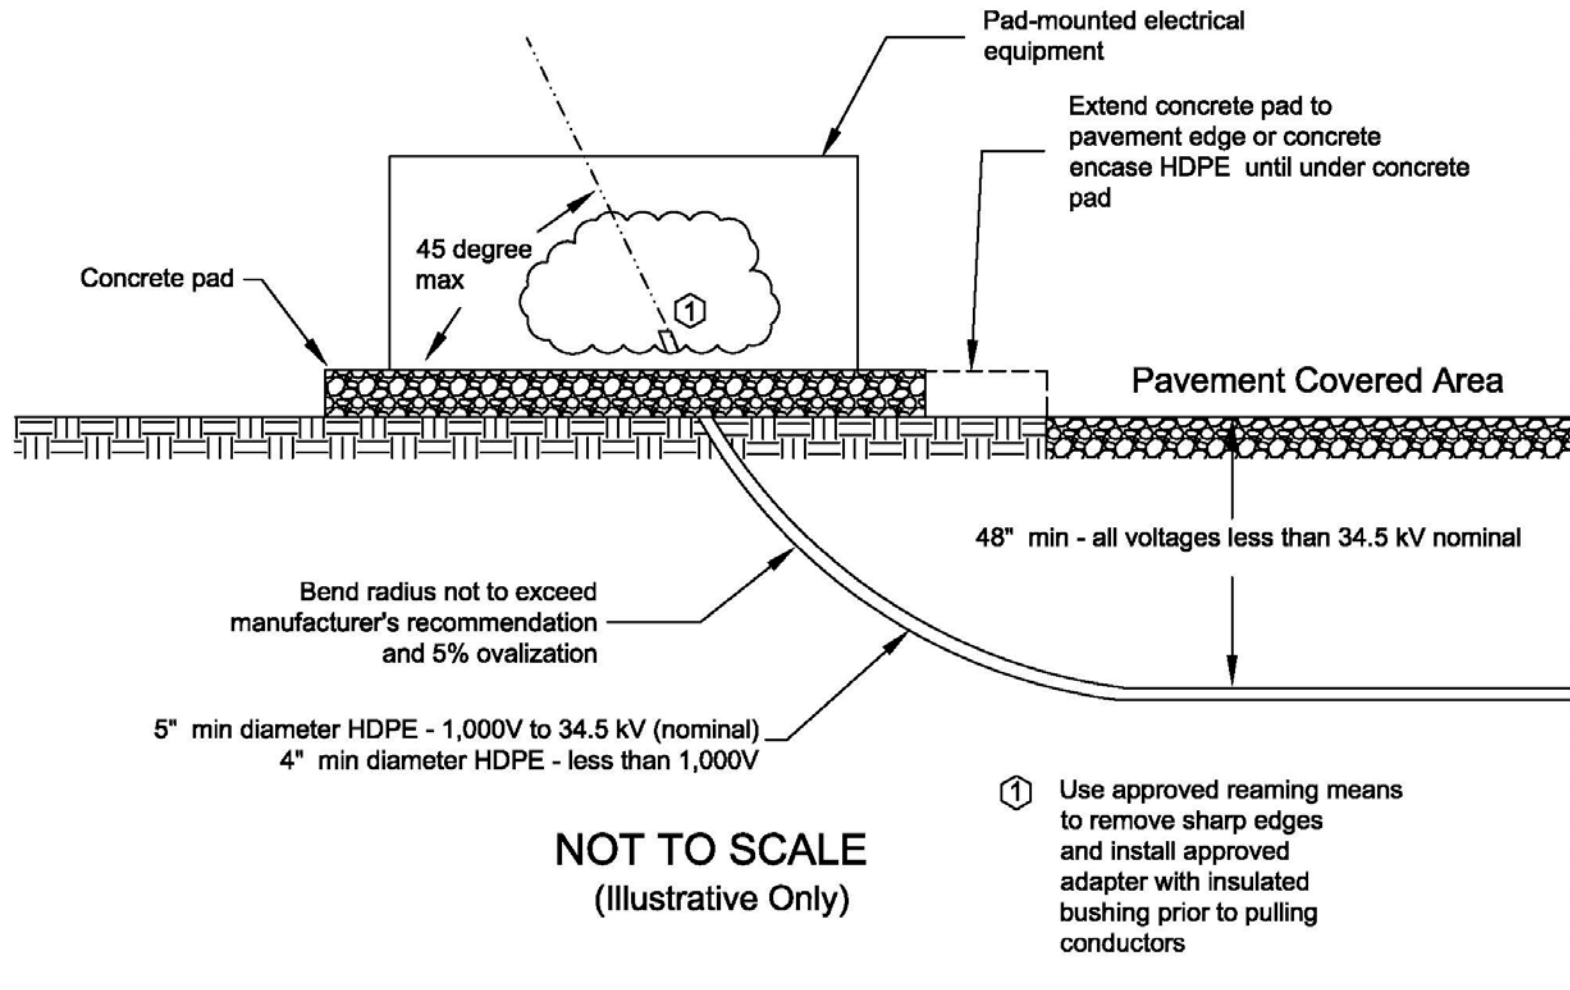 Pad-mounted electrical
equipment
Extend concrete pad to
pavement edge or concrete
encase HDPE until under concrete
pad
45 degree
max
Concrete pad
1
Pavement Covered Area
48" min - all voltages less than 34.5 kV nominal
Bend radius not to exceed
manufacturer's recommendation
and 5% ovalization
5" min diameter HDPE - 1,000V to 34.5 kV (nominal)
4" min diameter HDPE - less than 1,000V
NOT TO SCALE
(Illustrative Only)
1 Use approved reaming means
to remove sharp edges
and install approved
adapter with insulated
bushing prior to pulling
conductors